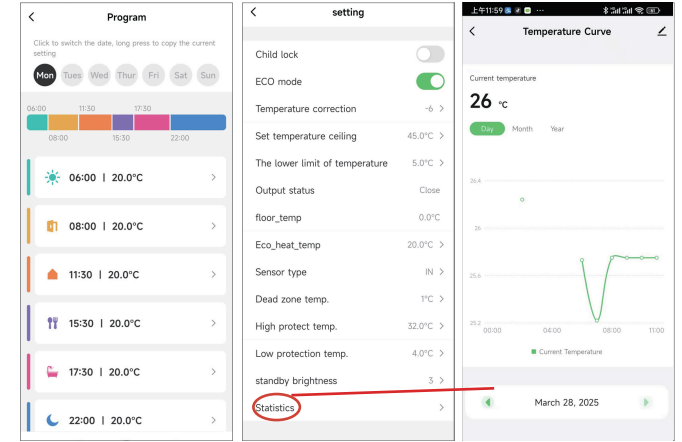 Program
Click to switch the date, long press to copy the current
setting
Mon Tues Wed Thur Fri Sat Sun
06:00 11:30 17:30
08:00 15:30 22:00
06:00 | 20.0°C
08:00 | 20.0°C
11:30 | 20.0°C
15:30 | 20.0°C
17:30 | 20.0°C
22:00 | 20.0°C
setting
Child lock
ECO mode
Temperature correction -6
Set temperature ceiling 45.0°C
The lower limit of temperature 5.0°C
Output status Close
floor_temp 0.0°C
Eco_heat_temp 20.0°C
Sensor type IN
Dead zone temp. 1°C
High protect temp. 32.0°C
Low protection temp. 4.0°C
standby brightness 3
Statistics
上午11:59
Temperature Curve
Current temperature
26 °C
Day Month Year
26.4
26
25.6
25.2
00:00 04:00 08:00 11:00
Current Temperature
March 28, 2025